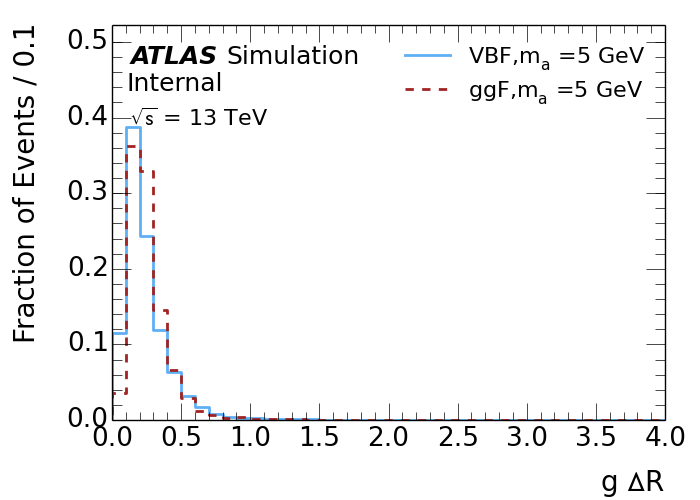 Fraction of Events / 0.1
0.5
0.4
0.3
0.2
0.1
0.0
ATLAS Simulation
Internal
√s = 13 TeV
VBF,mₐ =5 GeV
ggF,mₐ =5 GeV
0.0 0.5 1.0 1.5 2.0 2.5 3.0 3.5 4.0
g ΔR